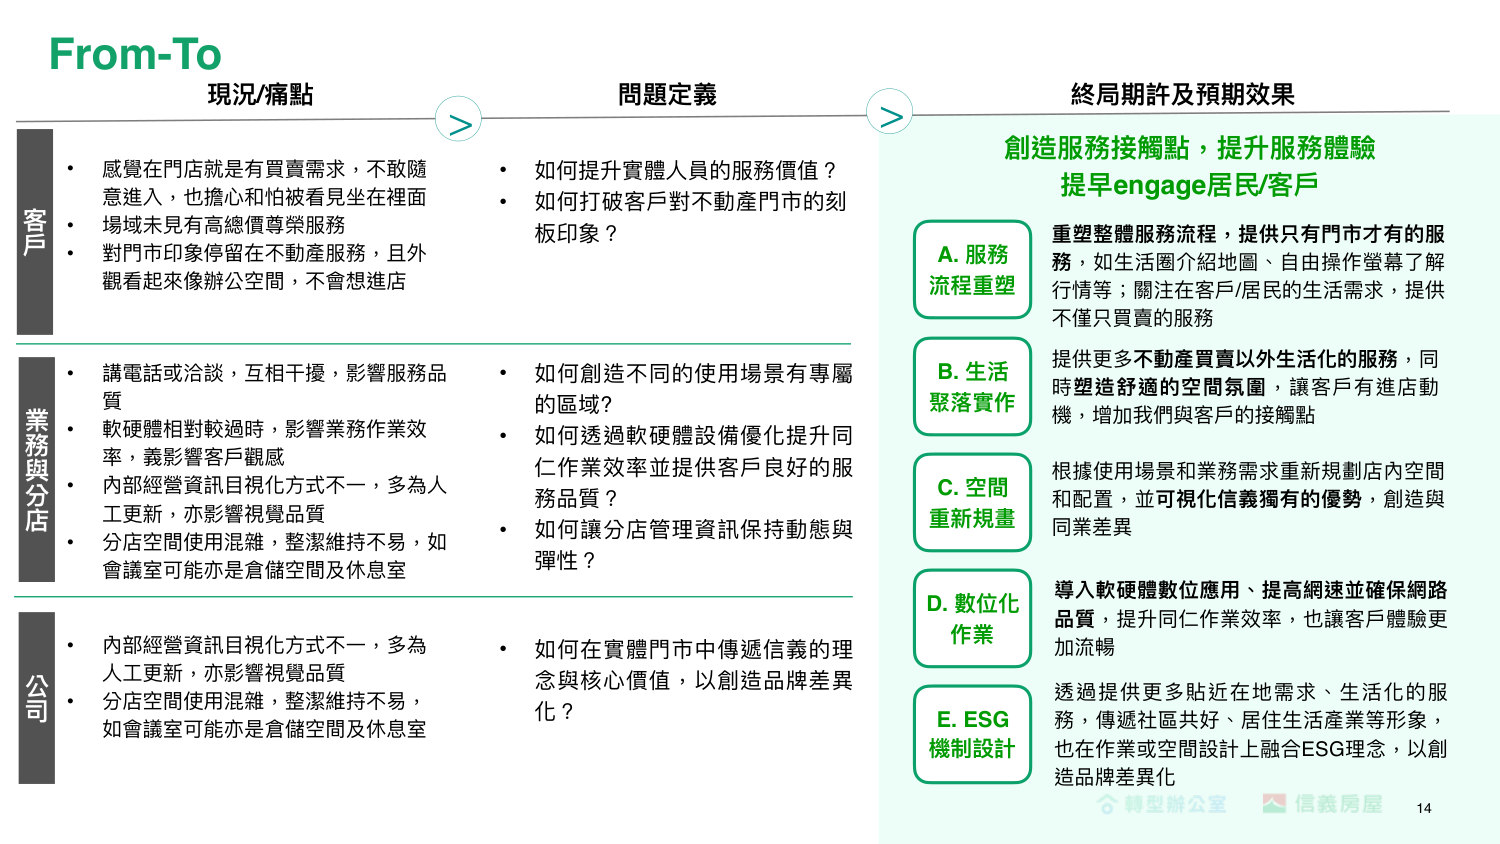 From-To
現況/痛點
>
問題定義
>
終局期許及預期效果
客戶
• 感覺在門店就是有買賣需求，不敢隨
意進入，也擔心和怕被看見坐在裡面
• 場域未見有高總價尊榮服務
• 對門市印象停留在不動產服務，且外
觀看起來像辦公空間，不會想進店
• 如何提升實體人員的服務價值？
• 如何打破客戶對不動產門市的刻
板印象？
業務與分店
• 講電話或洽談，互相干擾，影響服務品
質
• 軟硬體相對較過時，影響業務作業效
率，義影響客戶觀感
• 內部經營資訊目視化方式不一，多為人
工更新，亦影響視覺品質
• 分店空間使用混雜，整潔維持不易，如
會議室可能亦是倉儲空間及休息室
• 如何創造不同的使用場景有專屬
的區域?
• 如何透過軟硬體設備優化提升同
仁作業效率並提供客戶良好的服
務品質？
• 如何讓分店管理資訊保持動態與
彈性？
公司
• 內部經營資訊目視化方式不一，多為
人工更新，亦影響視覺品質
• 分店空間使用混雜，整潔維持不易，
如會議室可能亦是倉儲空間及休息室
• 如何在實體門市中傳遞信義的理
念與核心價值，以創造品牌差異
化？
創造服務接觸點，提升服務體驗
提早engage居民/客戶
A. 服務
流程重塑
重塑整體服務流程，提供只有門市才有的服
務，如生活圈介紹地圖、自由操作螢幕了解
行情等；關注在客戶/居民的生活需求，提供
不僅只買賣的服務
B. 生活
聚落實作
提供更多不動產買賣以外生活化的服務，同
時塑造舒適的空間氛圍，讓客戶有進店動
機，增加我們與客戶的接觸點
C. 空間
重新規畫
根據使用場景和業務需求重新規劃店內空間
和配置，並可視化信義獨有的優勢，創造與
同業差異
D. 數位化
作業
導入軟硬體數位應用、提高網速並確保網路
品質，提升同仁作業效率，也讓客戶體驗更
加流暢
E. ESG
機制設計
透過提供更多貼近在地需求、生活化的服
務，傳遞社區共好、居住生活產業等形象，
也在作業或空間設計上融合ESG理念，以創
造品牌差異化
轉型辦公室
信義房屋
14